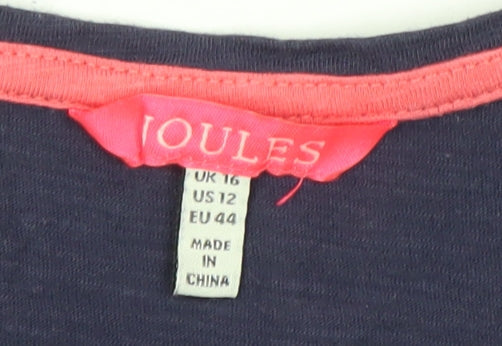 JOULES
UK 16
US 12
EU 44
MADE
IN
CHINA